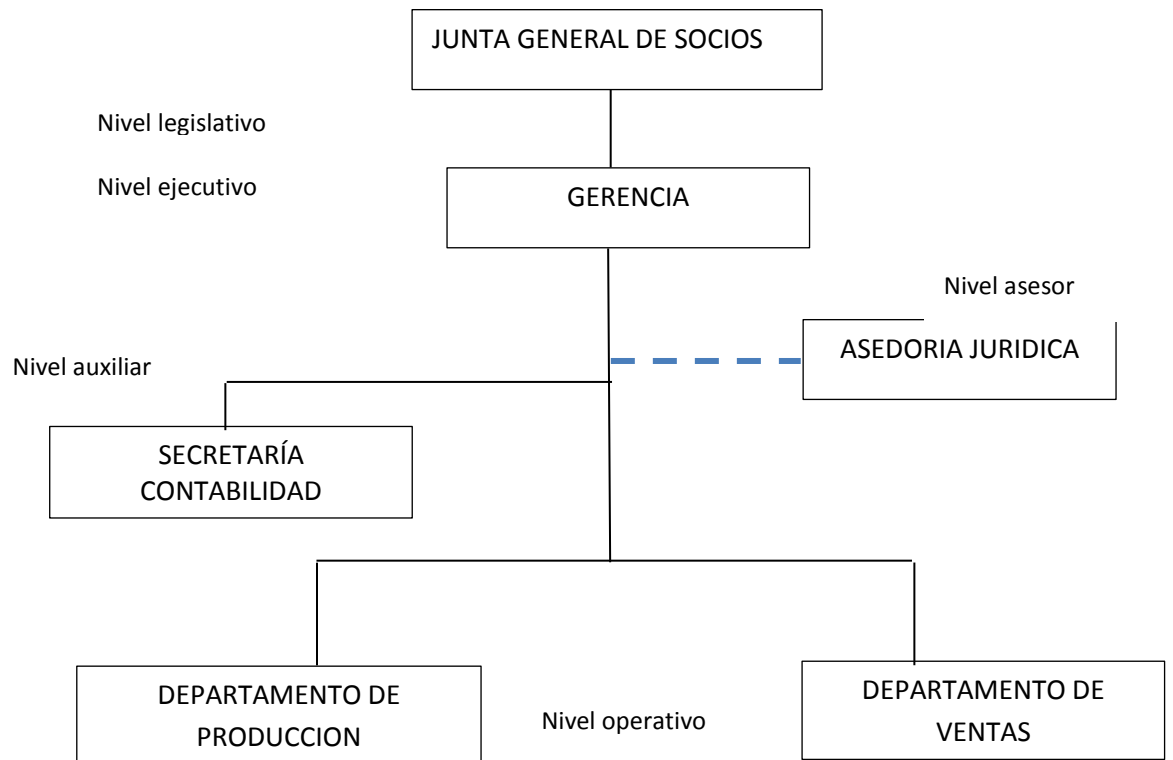 JUNTA GENERAL DE SOCIOS
Nivel legislativo
Nivel ejecutivo
GERENCIA
Nivel asesor
ASEDORIA JURIDICA
Nivel auxiliar
SECRETARÍA
CONTABILIDAD
DEPARTAMENTO DE
PRODUCCION
Nivel operativo
DEPARTAMENTO DE
VENTAS